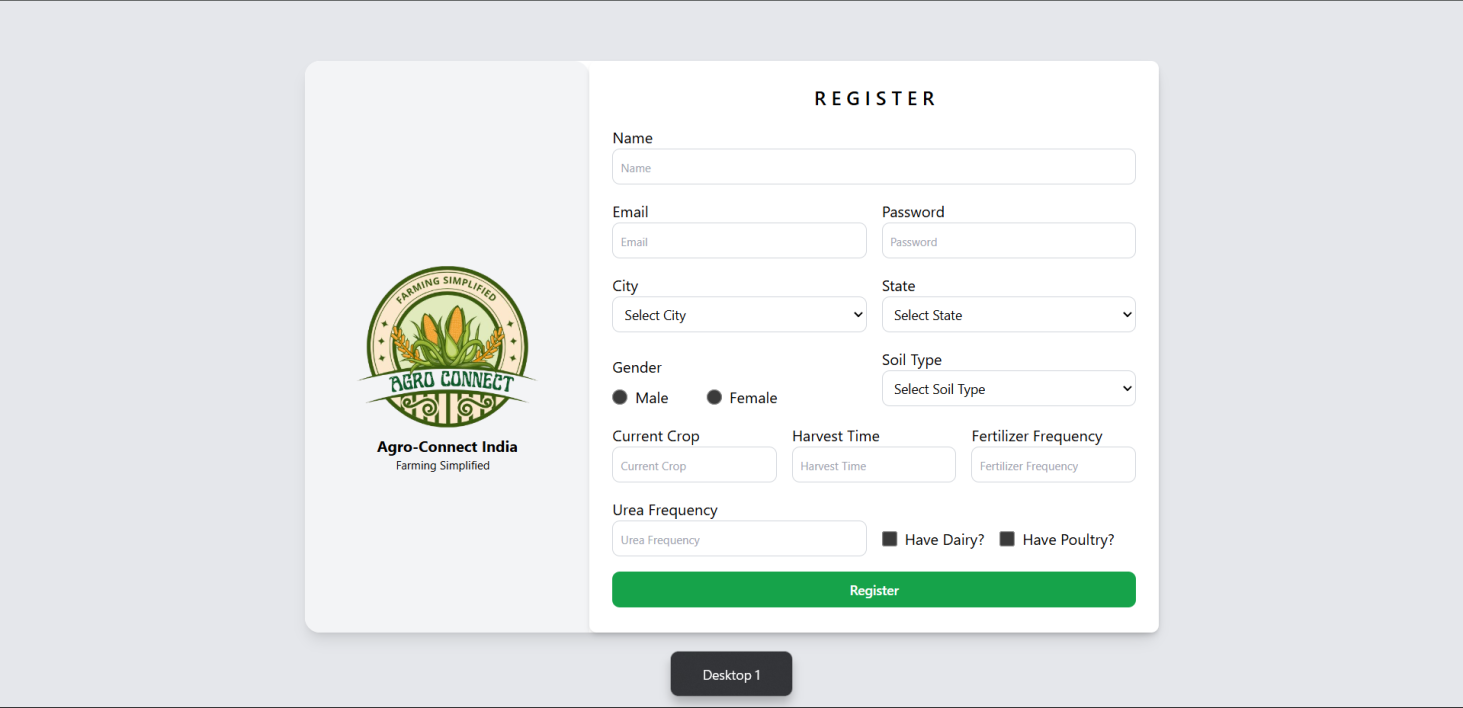 REGISTER
Name
Name
Email Password
Email Password
City State
Select City Select State
Gender Soil Type
Male Female Select Soil Type
Current Crop Harvest Time Fertilizer Frequency
Current Crop Harvest Time Fertilizer Frequency
Urea Frequency
Urea Frequency Have Dairy? Have Poultry?
Register
FARMING SIMPLIFIED
AGRO CONNECT
Agro-Connect India
Farming Simplified
Desktop 1